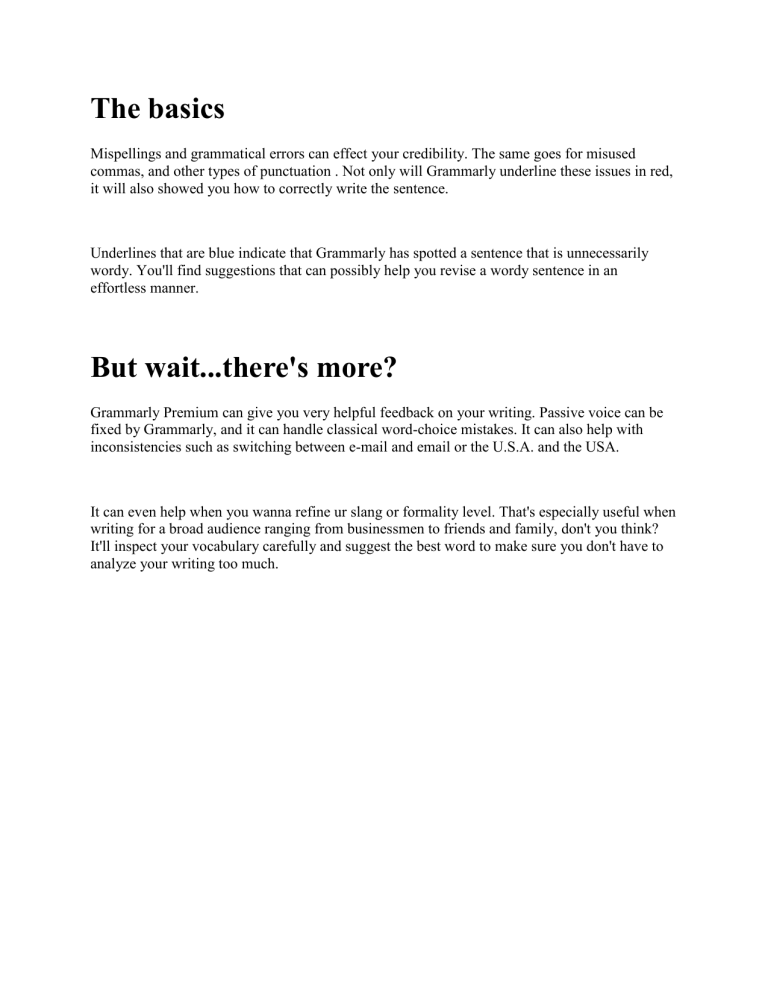 The basics
Mispellings and grammatical errors can effect your credibility. The same goes for misused
commas, and other types of punctuation . Not only will Grammarly underline these issues in red,
it will also showed you how to correctly write the sentence.
Underlines that are blue indicate that Grammarly has spotted a sentence that is unnecessarily
wordy. You'll find suggestions that can possibly help you revise a wordy sentence in an
effortless manner.
But wait...there's more?
Grammarly Premium can give you very helpful feedback on your writing. Passive voice can be
fixed by Grammarly, and it can handle classical word-choice mistakes. It can also help with
inconsistencies such as switching between e-mail and email or the U.S.A. and the USA.
It can even help when you wanna refine ur slang or formality level. That's especially useful when
writing for a broad audience ranging from businessmen to friends and family, don't you think?
It'll inspect your vocabulary carefully and suggest the best word to make sure you don't have to
analyze your writing too much.